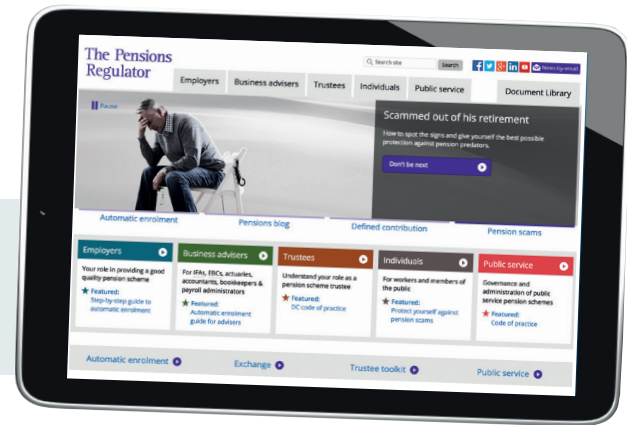 The Pensions
Regulator
Search site
Search
News-by-email
Employers
Business advisers
Trustees
Individuals
Public service
Document Library
Pause
Scammed out of his retirement
How to spot the signs and give yourself the best possible
protection against pension predators.
Don't be next
Automatic enrolment
Pensions blog
Defined contribution
Pension scams
Employers
Your role in providing a good
quality pension scheme
Featured:
Step-by-step guide to
automatic enrolment
Business advisers
For IFAs, EBCs, actuaries,
accountants, bookkeepers &
payroll administrators
Featured:
Automatic enrolment
guide for advisers
Trustees
Understand your role as a
pension scheme trustee
Featured:
DC code of practice
Individuals
For workers and members of
the public
Featured:
Protect yourself against
pension scams
Public service
Governance and
administration of public
service pension schemes
Featured:
Code of practice
Automatic enrolment
Exchange
Trustee toolkit
Public service